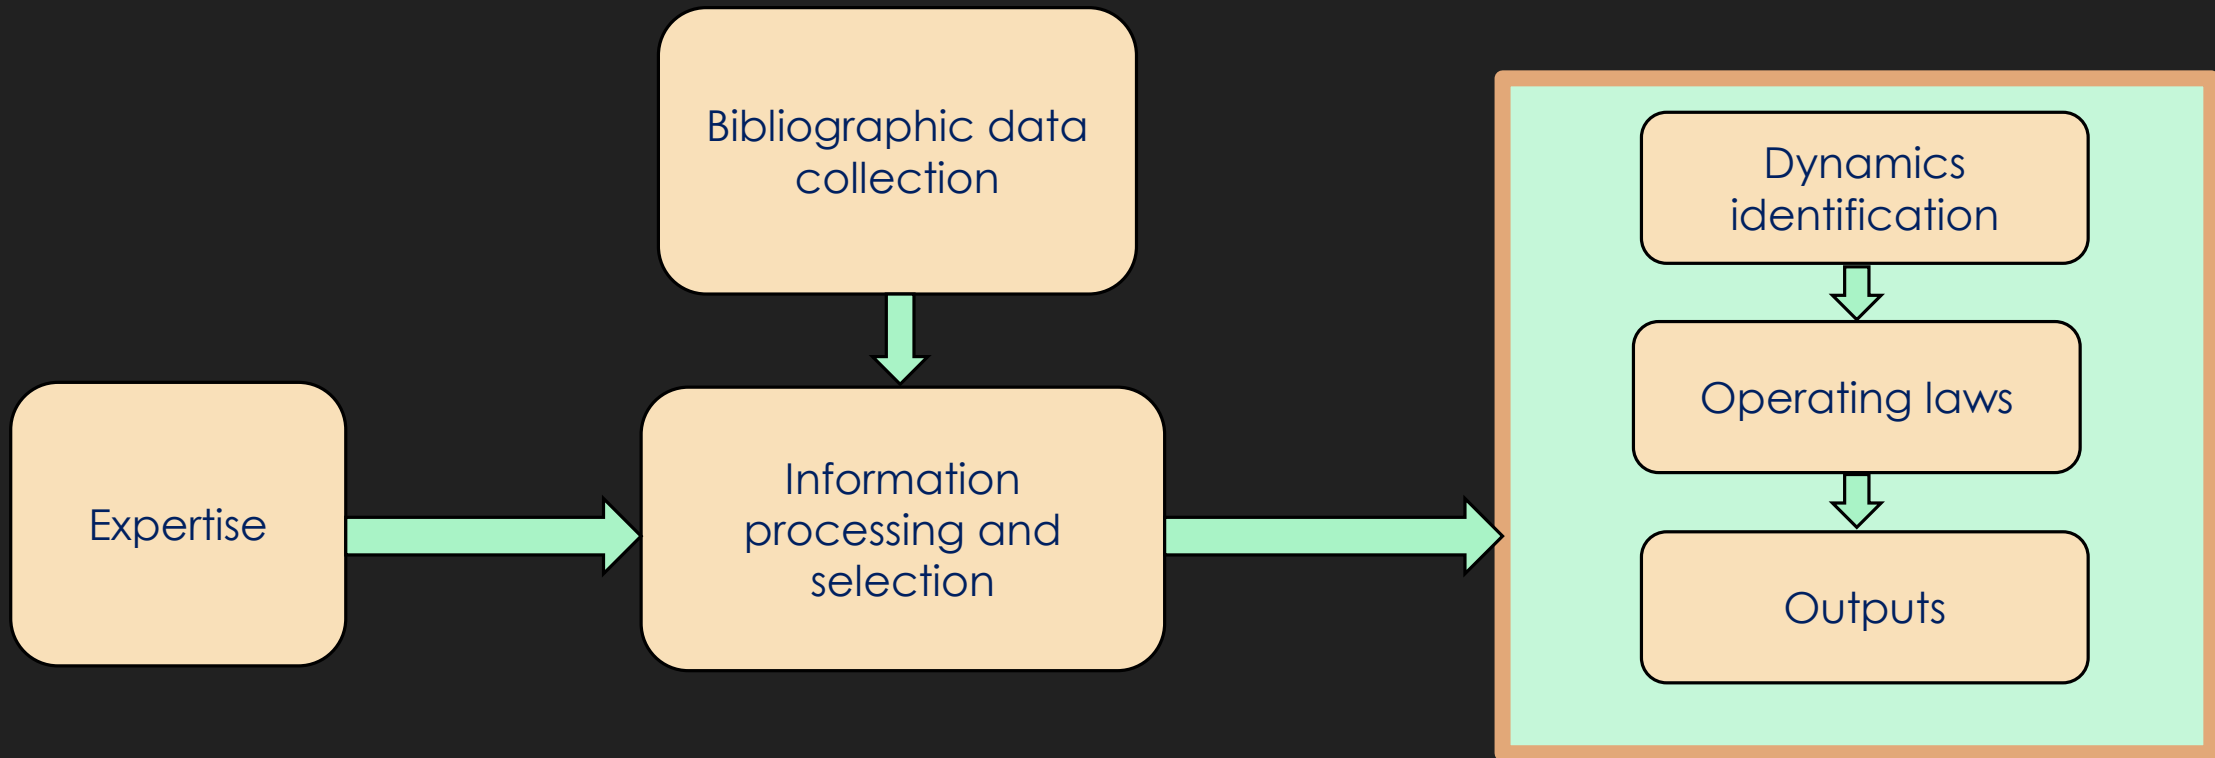 Bibliographic data
collection
Expertise
Information
processing and
selection
Dynamics
identification
Operating laws
Outputs